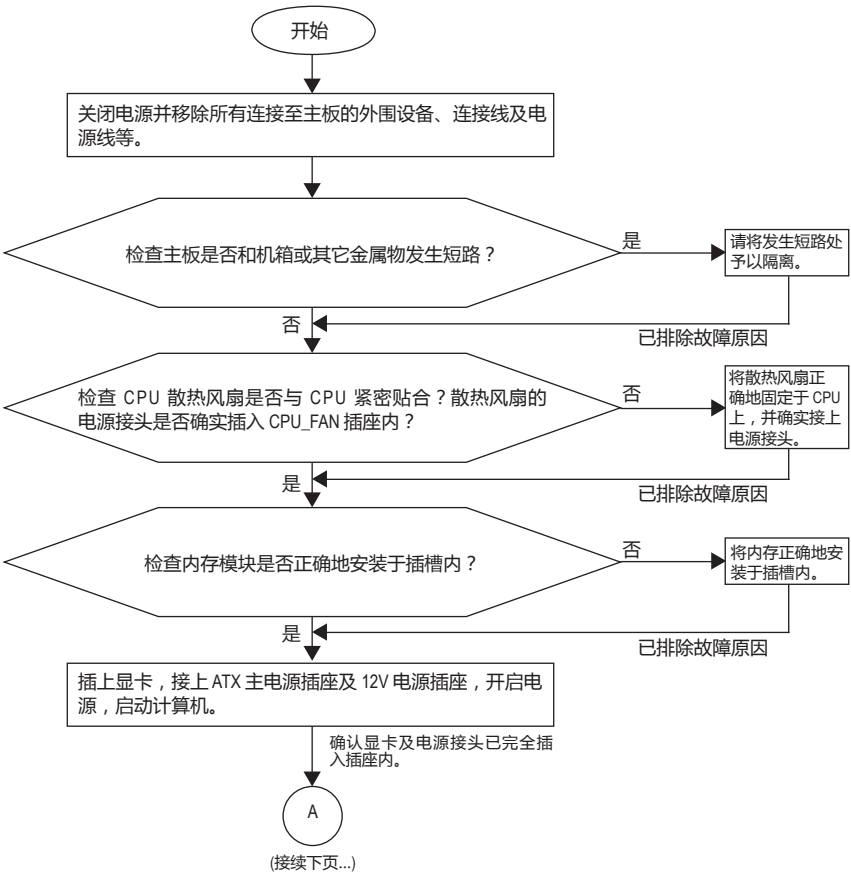 开始
关闭电源并移除所有连接至主板的外围设备、连接线及电
源线等。
检查主板是否和机箱或其它金属物发生短路？
是
请将发生短路处
予以隔离。
否
已排除故障原因
检查 CPU 散热风扇是否与 CPU 紧密贴合？散热风扇的
电源接头是否确实插入 CPU_FAN 插座内？
否
将散热风扇正
确地固定于 CPU
上，并确实接上
电源接头。
是
已排除故障原因
检查内存模块是否正确地安装于插槽内？
否
将内存正确地安
装于插槽内。
是
已排除故障原因
插上显卡，接上 ATX 主电源插座及 12V 电源插座，开启电
源，启动计算机。
确认显卡及电源接头已完全插
入插座内。
A
(接续下页...)